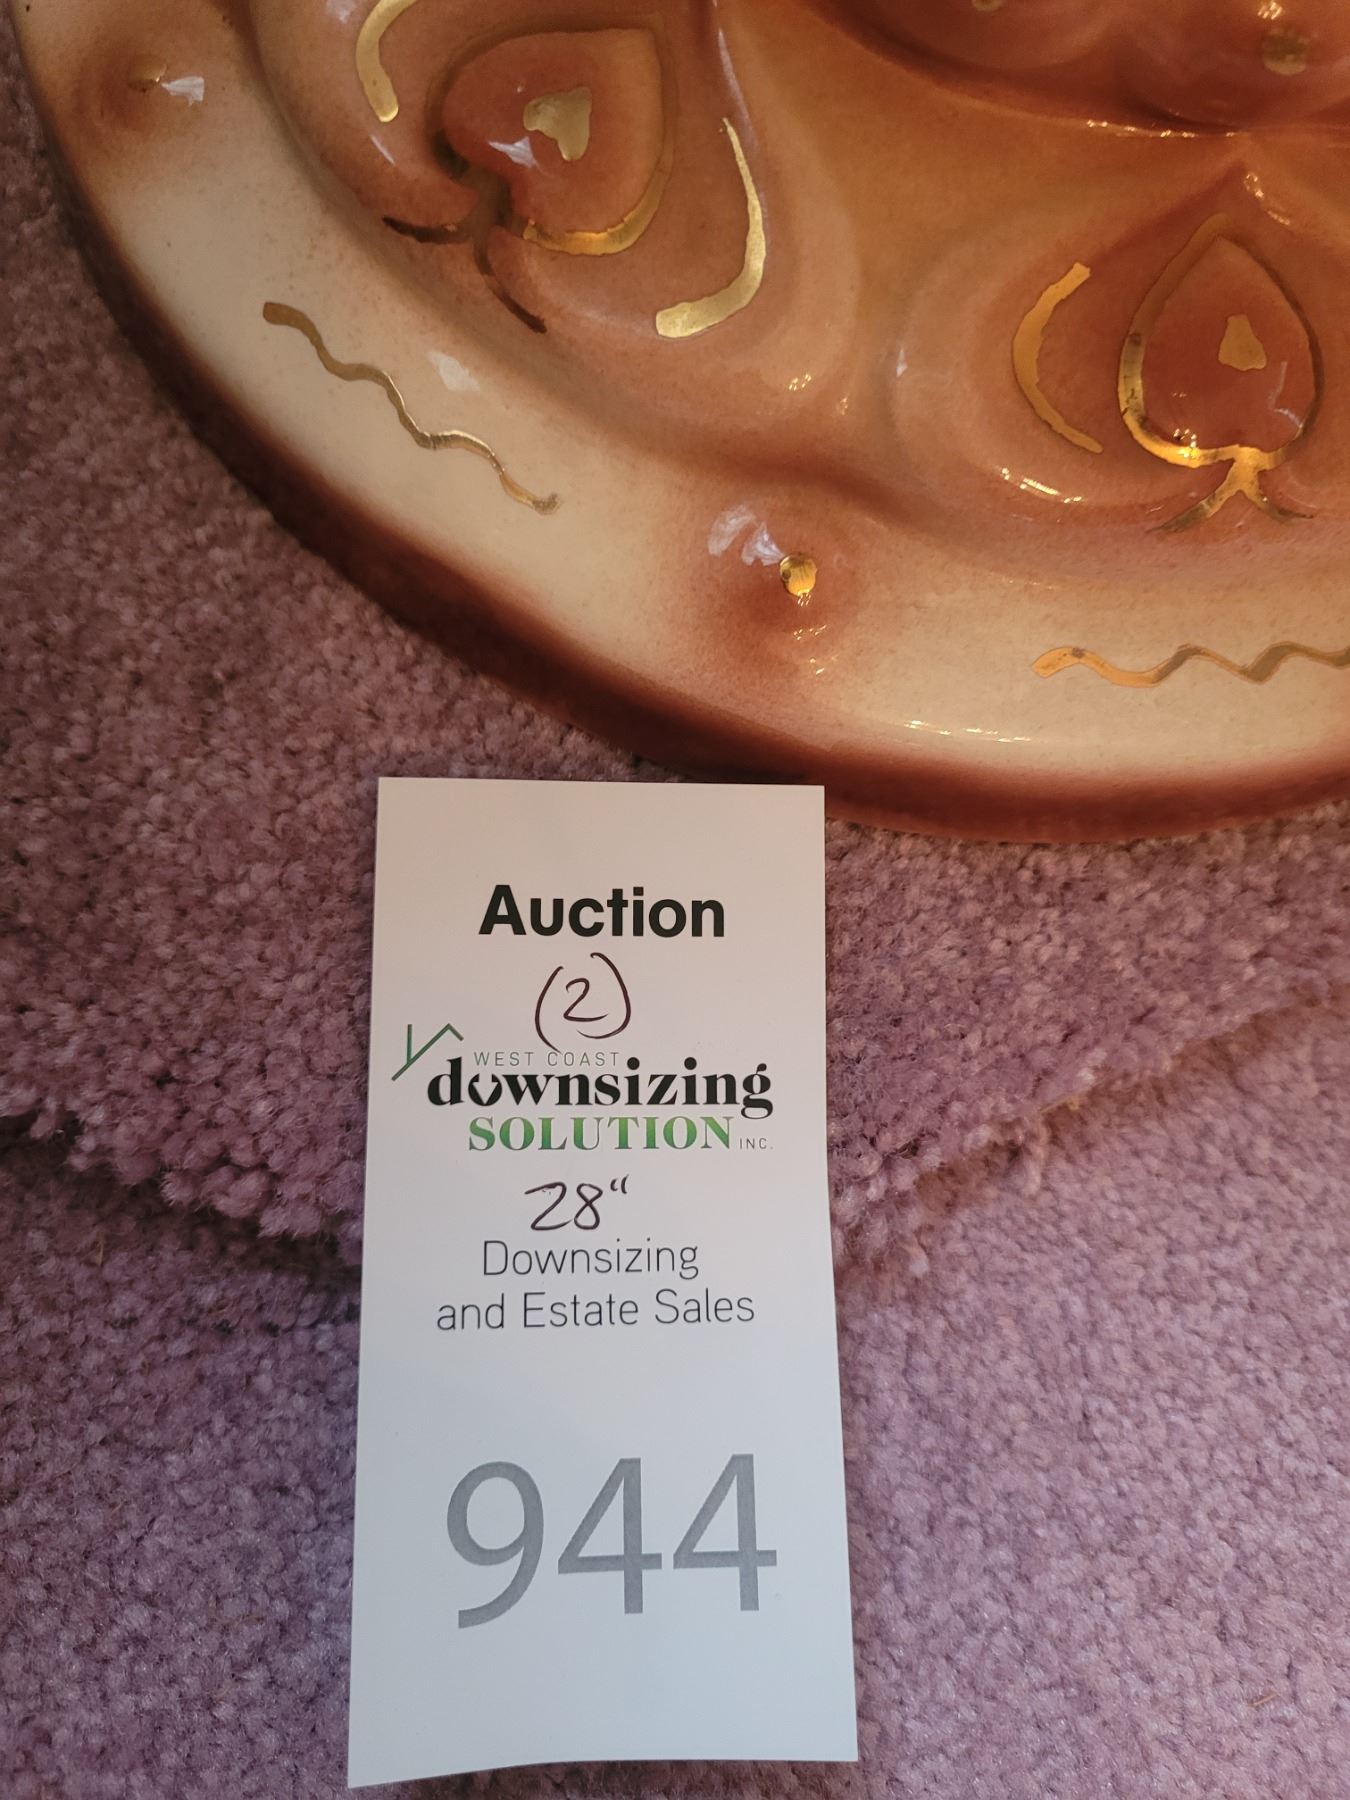 Auction
(2)
WEST COAST
downsizing
SOLUTION INC.
28"
Downsizing
and Estate Sales
944